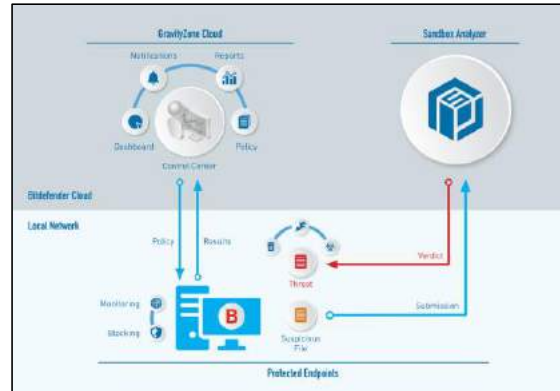 GravityZone Cloud
Sandbox Analyzer
Notifications
Reports
Dashboard
Policy
Control Center
Bitdefender Cloud
Local Network
Policy
Results
Threat
Verdict
Monitoring
B
Submission
Blocking
Suspicious
File
Protected Endpoints